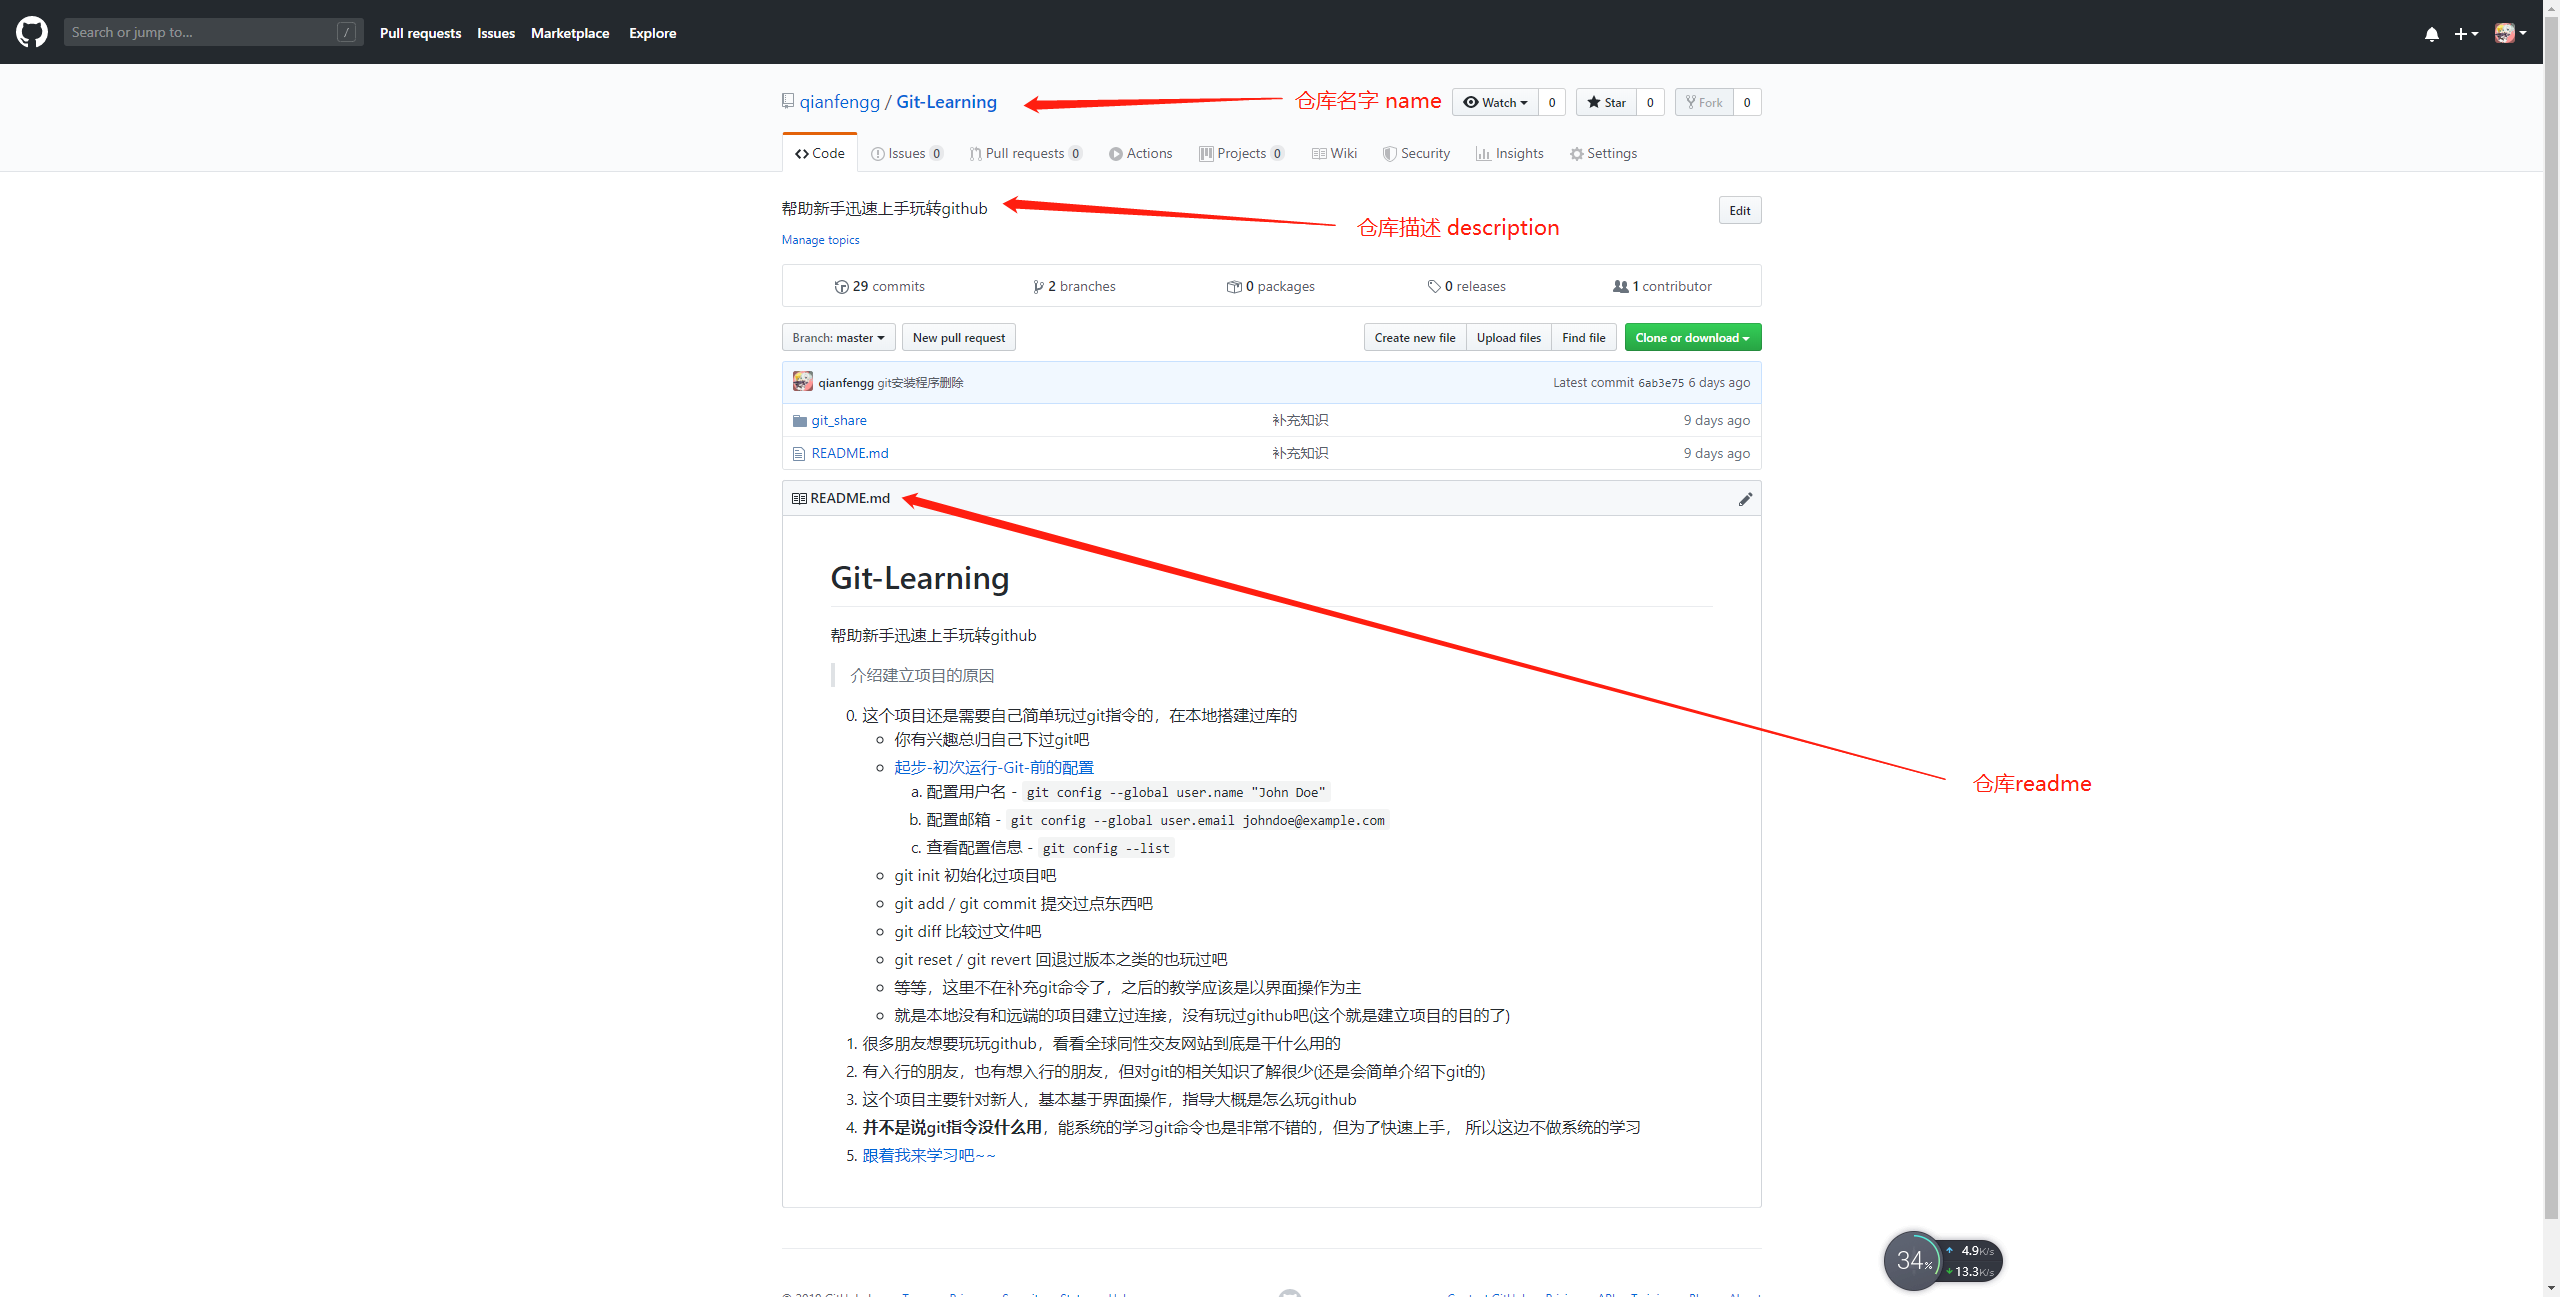 Search or jump to... /
Pull requests Issues Marketplace Explore
qianfengg / Git-Learning
仓库名字 name
Watch 0 Star 0 Fork 0
Code Issues 0 Pull requests 0 Actions Projects 0 Wiki Security Insights Settings
帮助新手迅速上手玩转github
仓库描述 description
Edit
Manage topics
29 commits 2 branches 0 packages 0 releases 1 contributor
Branch: master New pull request Create new file Upload files Find file Clone or download
qianfengg git安装程序删除 Latest commit 6ab3e75 6 days ago
git_share 补充知识 9 days ago
README.md 补充知识 9 days ago
README.md
Git-Learning
帮助新手迅速上手玩转github
介绍建立项目的原因
0. 这个项目还是需要自己简单玩过git指令的，在本地搭建过库的
你有兴趣总归自己下过git吧
起步-初次运行-Git-前的配置
仓库readme
a. 配置用户名 - git config --global user.name "John Doe"
b. 配置邮箱 - git config --global user.email johndoe@example.com
c. 查看配置信息 - git config --list
git init 初始化过项目吧
git add / git commit 提交过点东西吧
git diff 比较过文件吧
git reset / git revert 回退过版本之类的也玩过吧
等等，这里不在补充git命令了，之后的教学应该是以界面操作为主
就是本地没有和远端的项目建立过连接，没有玩过github吧(这个就是建立项目的目的了)
1. 很多朋友想要玩玩github，看看全球同性交友网站到底是干什么用的
2. 有入行的朋友，也有想入行的朋友，但对git的相关知识了解很少(还是会简单介绍下git的)
3. 这个项目主要针对新人，基本基于界面操作，指导大概是怎么玩github
4. 并不是说git指令没什么用，能系统的学习git命令也是非常不错的，但为了快速上手， 所以这边不做系统的学习
5. 跟着我来学习吧~~
34% 4.9K/s
13.3K/s